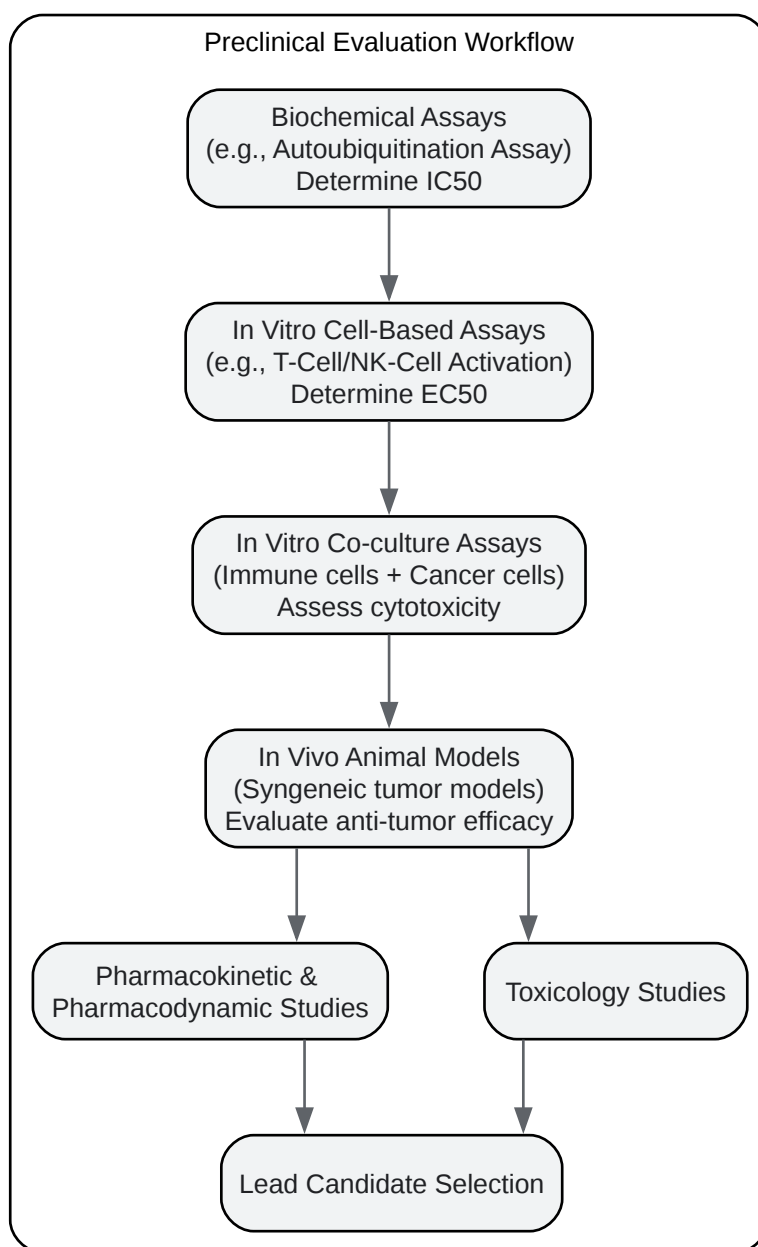 Preclinical Evaluation Workflow
Biochemical Assays
(e.g., Autoubiquitination Assay)
Determine IC50
In Vitro Cell-Based Assays
(e.g., T-Cell/NK-Cell Activation)
Determine EC50
In Vitro Co-culture Assays
(Immune cells + Cancer cells)
Assess cytotoxicity
In Vivo Animal Models
(Syngeneic tumor models)
Evaluate anti-tumor efficacy
Pharmacokinetic &
Pharmacodynamic Studies
Toxicology Studies
Lead Candidate Selection